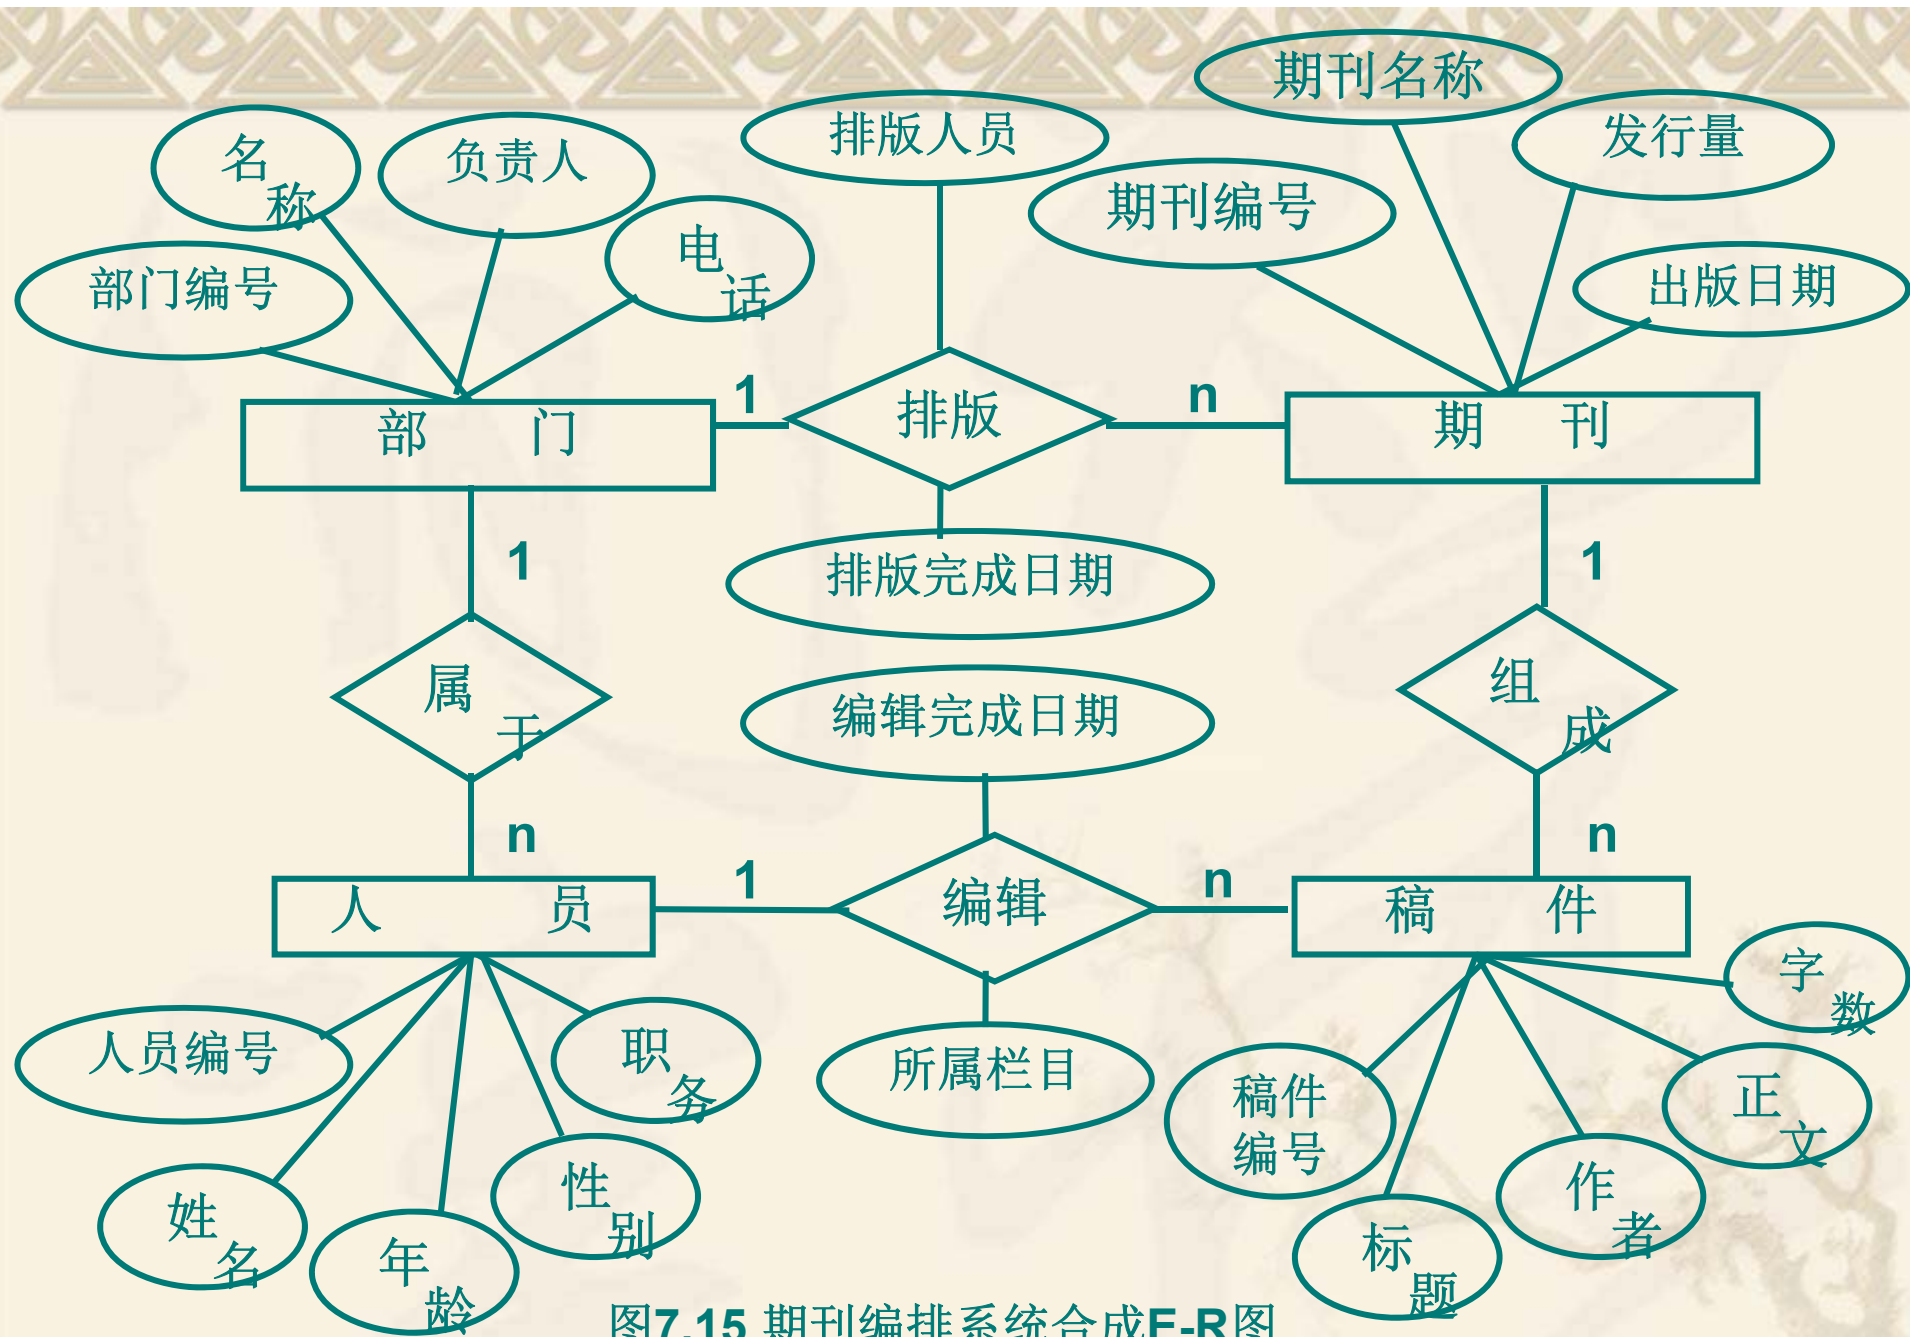 期刊名称
排版人员
发行量
名称
负责人
期刊编号
电话
部门编号
出版日期
部门
1
排版
n
期刊
1
排版完成日期
1
属于
编辑完成日期
组成
n
n
人员
1
编辑
n
稿件
字数
人员编号
职务
所属栏目
稿件
编号
正文
姓名
年龄
性别
标题
作者
图7.15 期刊编排系统合成E-R图